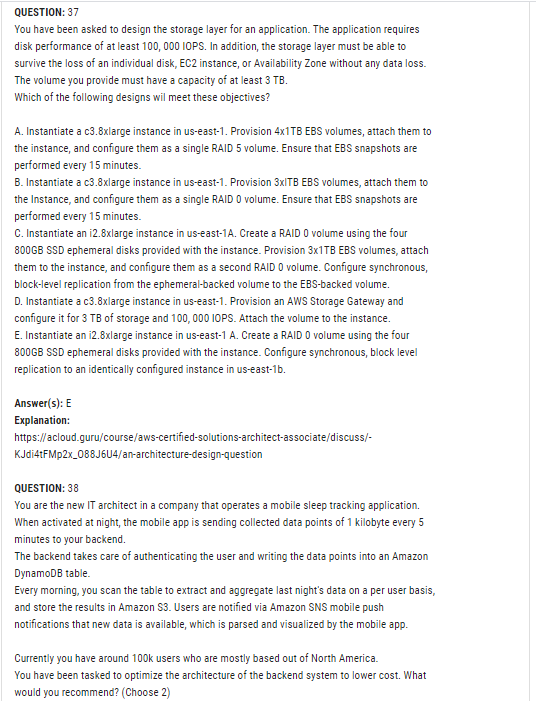 QUESTION: 37
You have been asked to design the storage layer for an application. The application requires
disk performance of at least 100, 000 IOPS. In addition, the storage layer must be able to
survive the loss of an individual disk, EC2 instance, or Availability Zone without any data loss.
The volume you provide must have a capacity of at least 3 TB.
Which of the following designs wil meet these objectives?
A. Instantiate a c3.8xlarge instance in us-east-1. Provision 4x1TB EBS volumes, attach them to
the instance, and configure them as a single RAID 5 volume. Ensure that EBS snapshots are
performed every 15 minutes.
B. Instantiate a c3.8xlarge instance in us-east-1. Provision 3xlTB EBS volumes, attach them to
the Instance, and configure them as a single RAID 0 volume. Ensure that EBS snapshots are
performed every 15 minutes.
C. Instantiate an i2.8xlarge instance in us-east-1A. Create a RAID 0 volume using the four
800GB SSD ephemeral disks provided with the instance. Provision 3x1TB EBS volumes, attach
them to the instance, and configure them as a second RAID 0 volume. Configure synchronous,
block-level replication from the ephemeral-backed volume to the EBS-backed volume.
D. Instantiate a c3.8xlarge instance in us-east-1. Provision an AWS Storage Gateway and
configure it for 3 TB of storage and 100, 000 IOPS. Attach the volume to the instance.
E. Instantiate an i2.8xlarge instance in us-east-1 A. Create a RAID 0 volume using the four
800GB SSD ephemeral disks provided with the instance. Configure synchronous, block level
replication to an identically configured instance in us-east-1b.
Answer(s): E
Explanation:
https://acloud.guru/course/aws-certified-solutions-architect-associate/discuss/-
KJdi4tFMp2x_O88J6U4/an-architecture-design-question
QUESTION: 38
You are the new IT architect in a company that operates a mobile sleep tracking application.
When activated at night, the mobile app is sending collected data points of 1 kilobyte every 5
minutes to your backend.
The backend takes care of authenticating the user and writing the data points into an Amazon
DynamoDB table.
Every morning, you scan the table to extract and aggregate last night's data on a per user basis,
and store the results in Amazon S3. Users are notified via Amazon SNS mobile push
notifications that new data is available, which is parsed and visualized by the mobile app.
Currently you have around 100k users who are mostly based out of North America.
You have been tasked to optimize the architecture of the backend system to lower cost. What
would you recommend? (Choose 2)